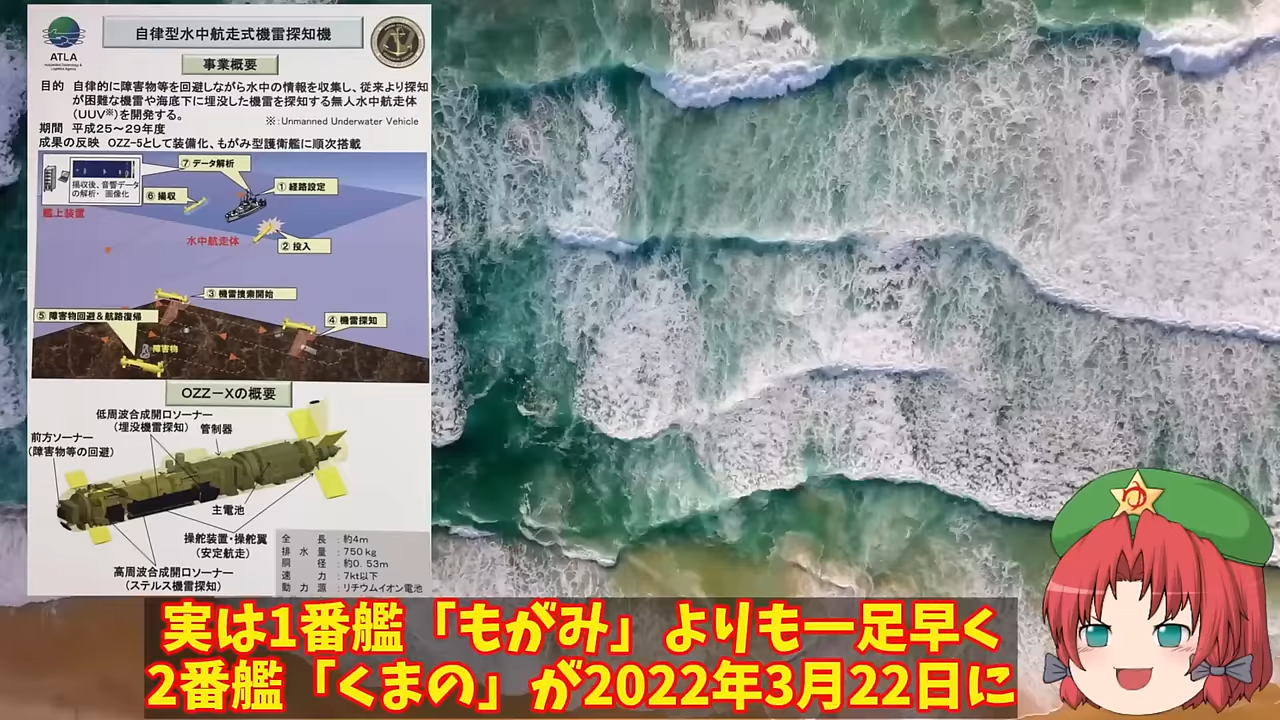 ATLA
自律型水中航走式機雷探知機
事業概要
目的 自律的に障害物等を回避しながら水中の情報を収集し、従来より探知
が困難な機雷や海底下に埋没した機雷を探知する無人水中航走体
(UUV※)を開発する。
※:Unmanned Underwater Vehicle
期間 平成25~29年度
成果の反映 OZZ-5として装備化、もがみ型護衛艦に順次搭載
⑦データ解析
揚収後、音響データ
の解析・画像化
①経路設定
⑥揚収
艦上装置
水中航走体
②投入
③機雷捜索開始
⑤障害物回避&航路復帰
④機雷探知
障害物
OZZ-Xの概要
低周波合成開口ソーナー
(埋没機雷探知)
管制器
前方ソーナー
(障害物等の回避)
主電池
操舵装置・操舵翼
(安定航走)
高周波合成開口ソーナー
(ステルス機雷探知)
全長:約4m
排水量:750kg
胴径:約0.53m
速力:7kt以下
動力源:リチウムイオン電池
実は1番艦「もがみ」よりも一足早く
2番艦「くまの」が2022年3月22日に